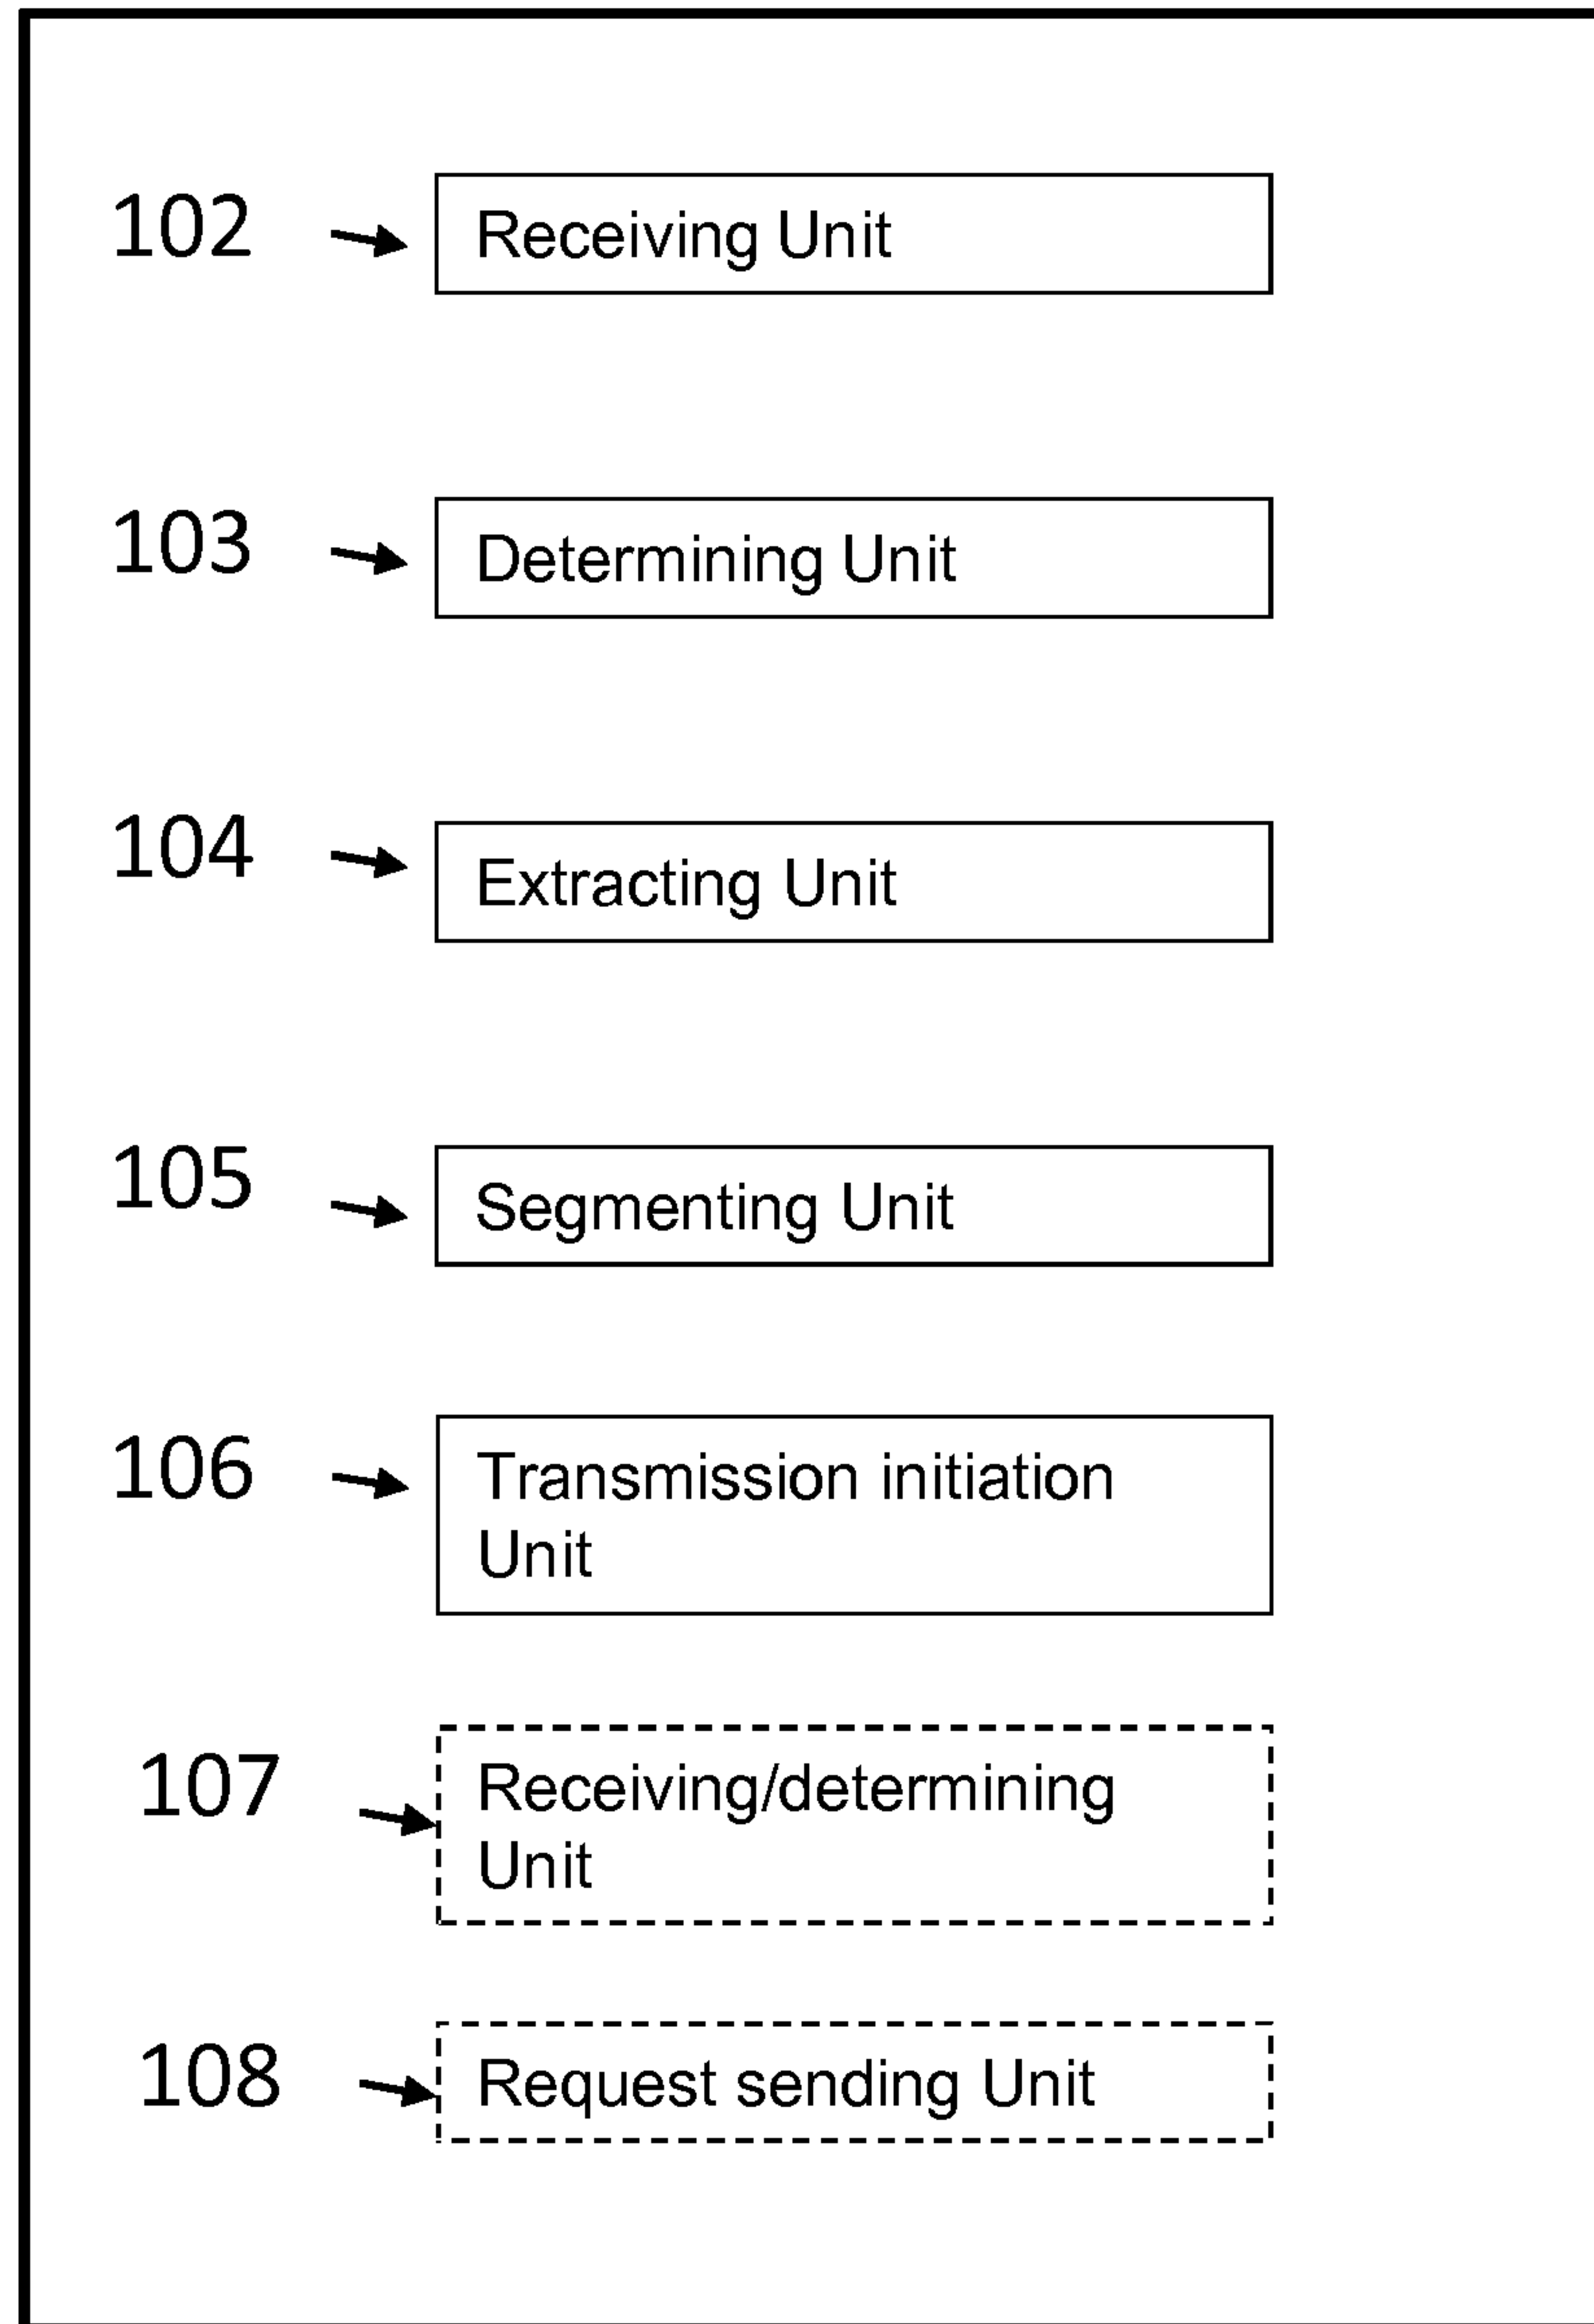 102
Receiving Unit
103
Determining Unit
104
Extracting Unit
105
Segmenting Unit
106
Transmission initiation
Unit
107
Receiving/determining
Unit
108
Request sending Unit